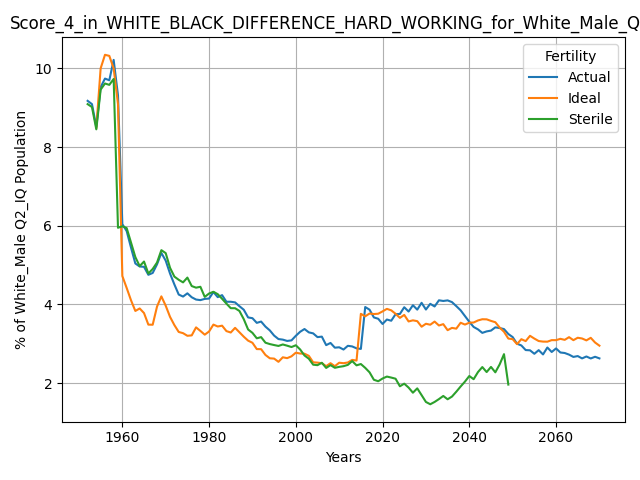 Score_4_in_WHITE_BLACK_DIFFERENCE_HARD_WORKING_for_White_Male_Q
Fertility
Actual
Ideal
Sterile
% of White_Male Q2_IQ Population
10
8
6
4
2
1960 1980 2000 2020 2040 2060
Years